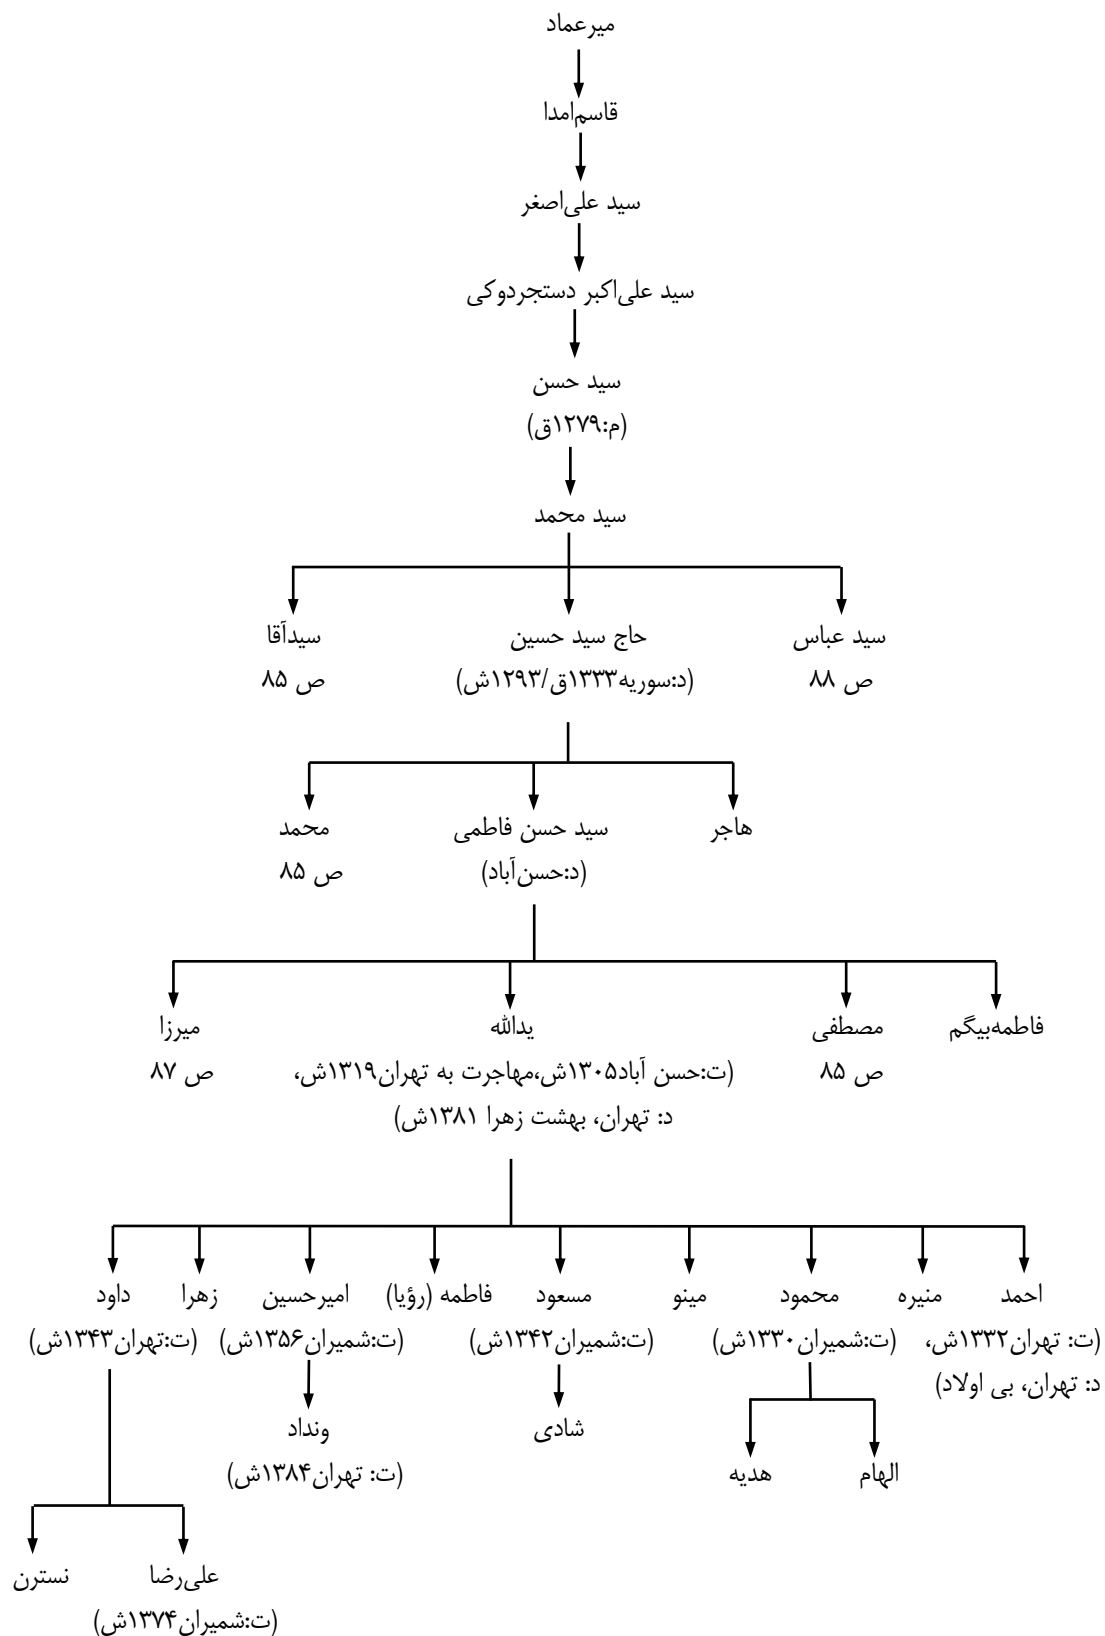 میرعماد
قاسم‌امدا
سید علی‌اصغر
سید علی‌اکبر دستجردوکی
سید حسن
(م:۱۲۷۹ق)
سید محمد
سید عباس
ص ۸۸
حاج سید حسین
(د:سوریه۱۳۳۳ق/۱۲۹۳ش)
سیدآقا
ص ۸۵
هاجر
سید حسن فاطمی
(د:حسن‌آباد)
محمد
ص ۸۵
فاطمه‌بیگم
مصطفی
ص ۸۵
یدالله
(ت:حسن آباد۱۳۰۵ش،مهاجرت به تهران۱۳۱۹ش،
د: تهران، بهشت زهرا ۱۳۸۱ش)
میرزا
ص ۸۷
احمد
(ت: تهران۱۳۳۲ش،
د: تهران، بی اولاد)
منیره
محمود
(ت:شمیران۱۳۳۰ش)
مینو
مسعود
(ت:شمیران۱۳۴۲ش)
فاطمه (رؤیا)
امیرحسین
(ت:شمیران۱۳۵۶ش)
زهرا
داود
(ت:تهران۱۳۴۳ش)
الهام
هدیه
شادی
ونداد
(ت: تهران۱۳۸۴ش)
علی‌رضا
(ت:شمیران۱۳۷۴ش)
نسترن